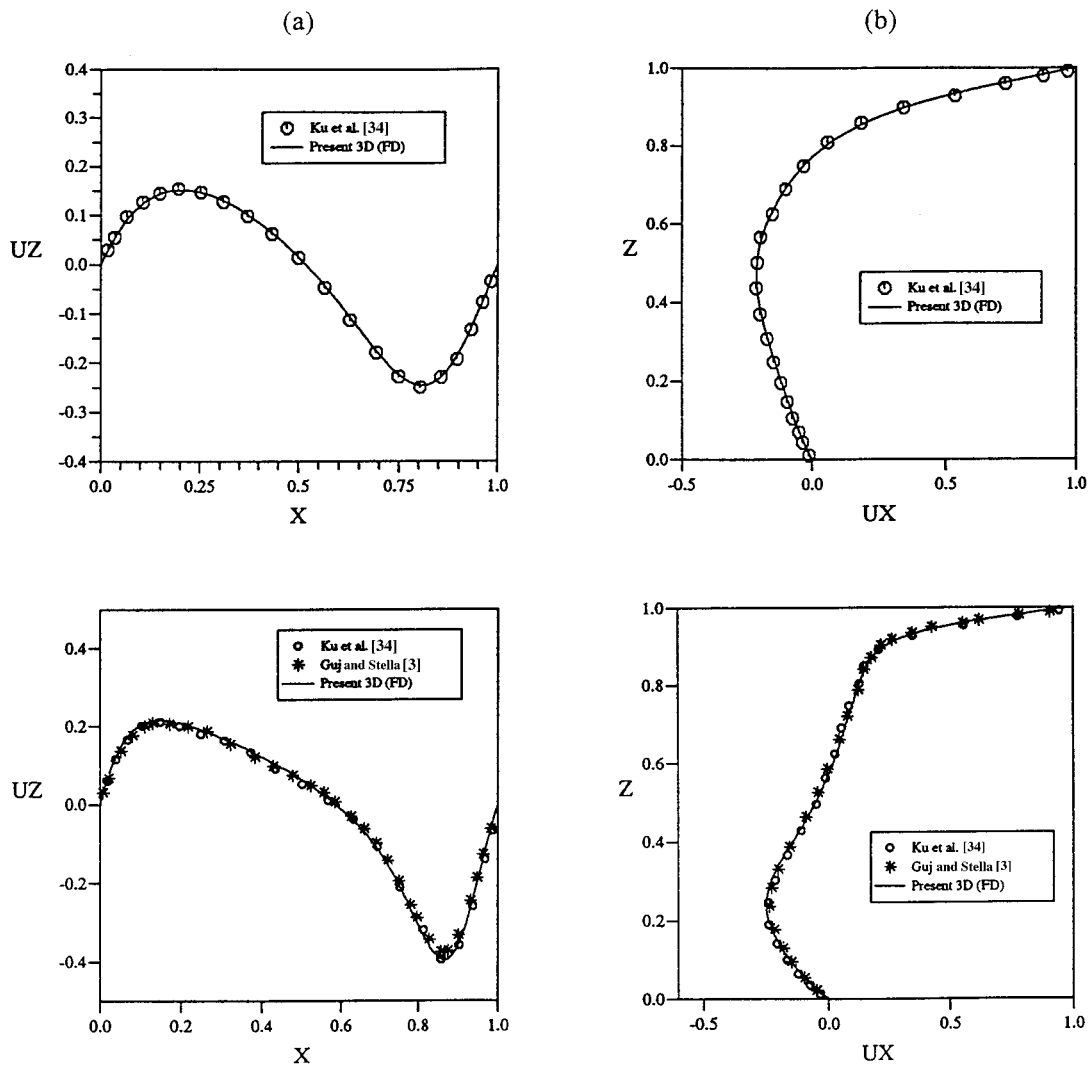 (a)
(b)
0.4
0.3
0.2
0.1
UZ
0.0
-0.1
-0.2
-0.3
-0.4
0.0
0.25
0.5
0.75
1.0
X
Ku et al. [34]
Present 3D (FD)
1.0
0.8
0.6
Z
0.4
0.2
0.0
-0.5
0.0
0.5
1.0
UX
Ku et al. [34]
Present 3D (FD)
0.4
0.2
UZ
0.0
-0.2
-0.4
0.0
0.2
0.4
0.6
0.8
1.0
X
Ku et al. [34]
Guj and Stella [3]
Present 3D (FD)
1.0
0.8
0.6
Z
0.4
0.2
0.0
-0.5
0.0
0.5
1.0
UX
Ku et al. [34]
Guj and Stella [3]
Present 3D (FD)